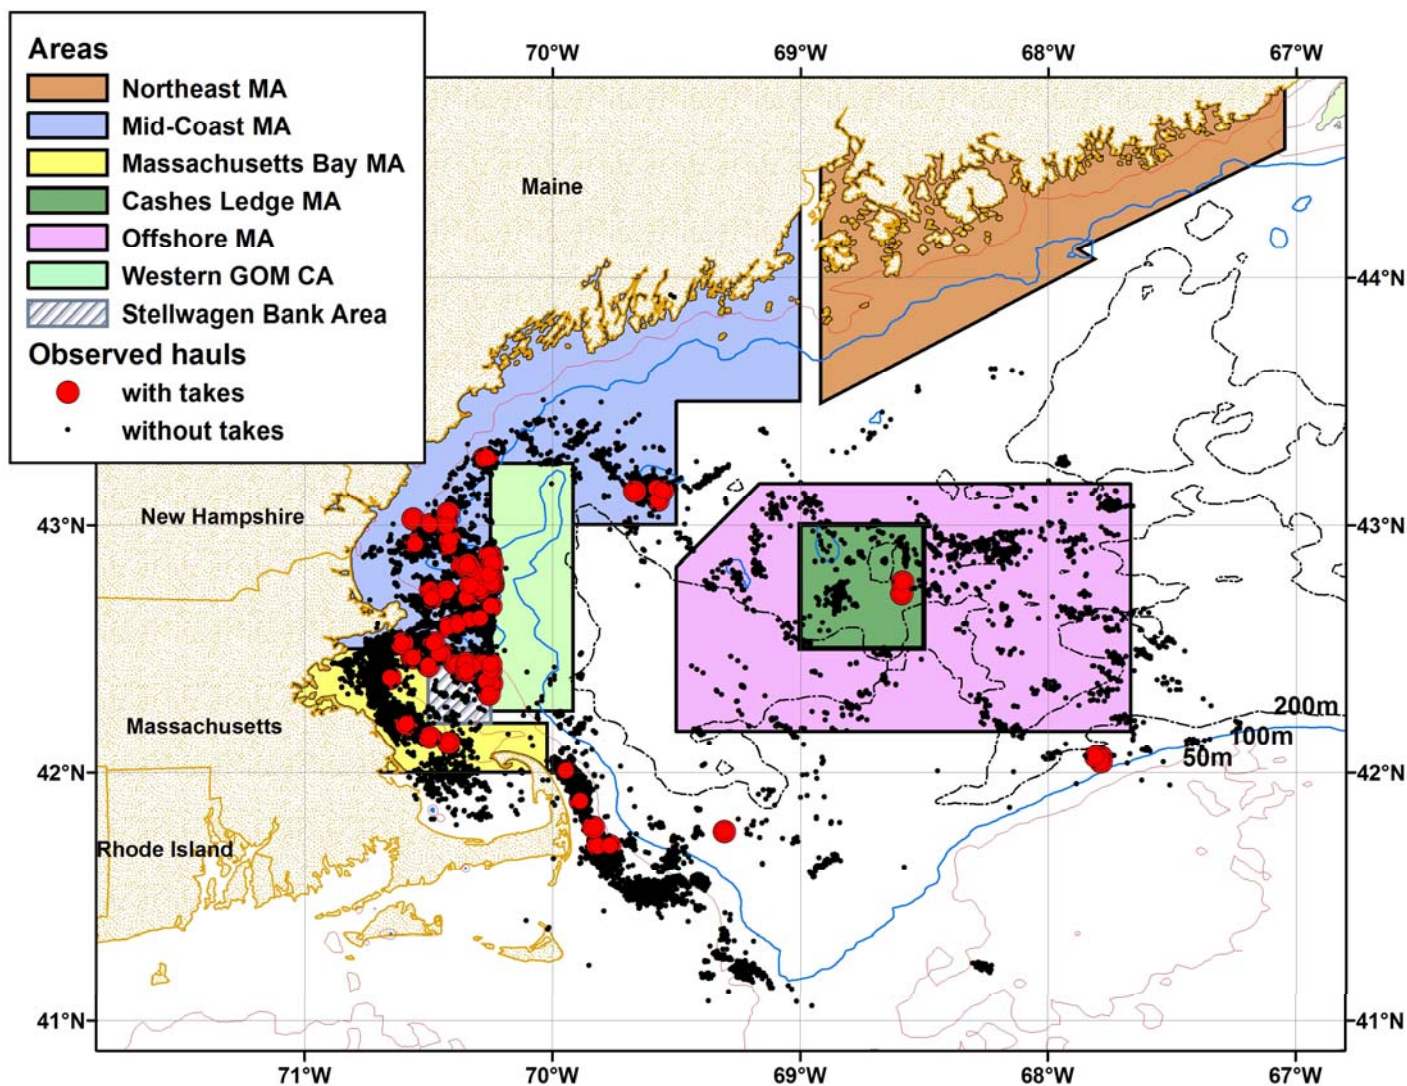 Areas
Northeast MA
Mid-Coast MA
Massachusetts Bay MA
Cashes Ledge MA
Offshore MA
Western GOM CA
Stellwagen Bank Area
Observed hauls
with takes
without takes
70°W 69°W 68°W 67°W
Maine
44°N
New Hampshire
43°N 43°N
Massachusetts
200m
100m
50m
42°N 42°N
Rhode Island
41°N 41°N
71°W 70°W 69°W 68°W 67°W